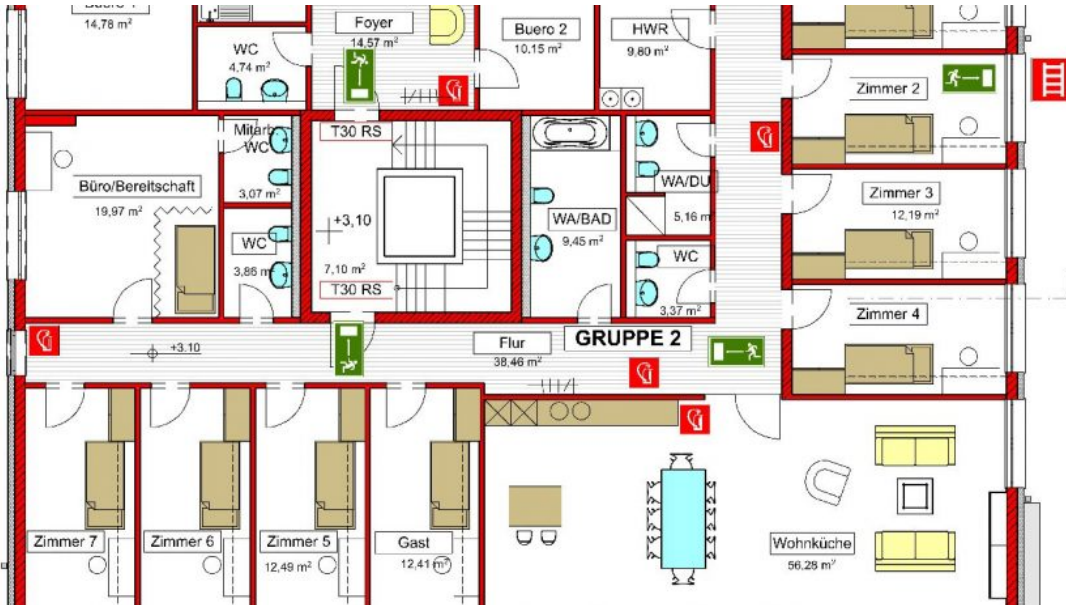 14,78 m²
WC
4,74 m²
Foyer
14,57 m²
Buero 2
10,15 m²
HWR
9,80 m²
Zimmer 2
Mitarb.
WC
3,07 m²
T30 RS
Büro/Bereitschaft
19,97 m²
+3,10
WA/BAD
9,45 m²
WA/DU
5,16 m
Zimmer 3
12,19 m²
WC
3,86 m
7,10 m²
T30 RS
WC
3,37 m²
Zimmer 4
+3.10
Flur
38,46 m²
GRUPPE 2
Zimmer 7
Zimmer 6
Zimmer 5
12,49 m²
Gast
12,41 m²
Wohnküche
56,28 m²